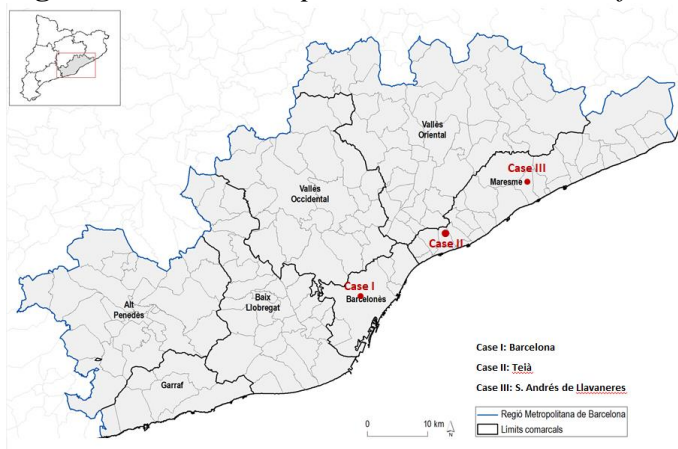 Vallès
Oriental
Case III
Maresme
Vallès
Occidental
Case II
Case I
Barcelonès
Baix
Llobregat
Alt
Penedès
Garraf
Case I: Barcelona
Case II: Teià
Case III: S. Andrés de Llavaneres
0 10 km
N
Regió Metropolitana de Barcelona
Límits comarcals